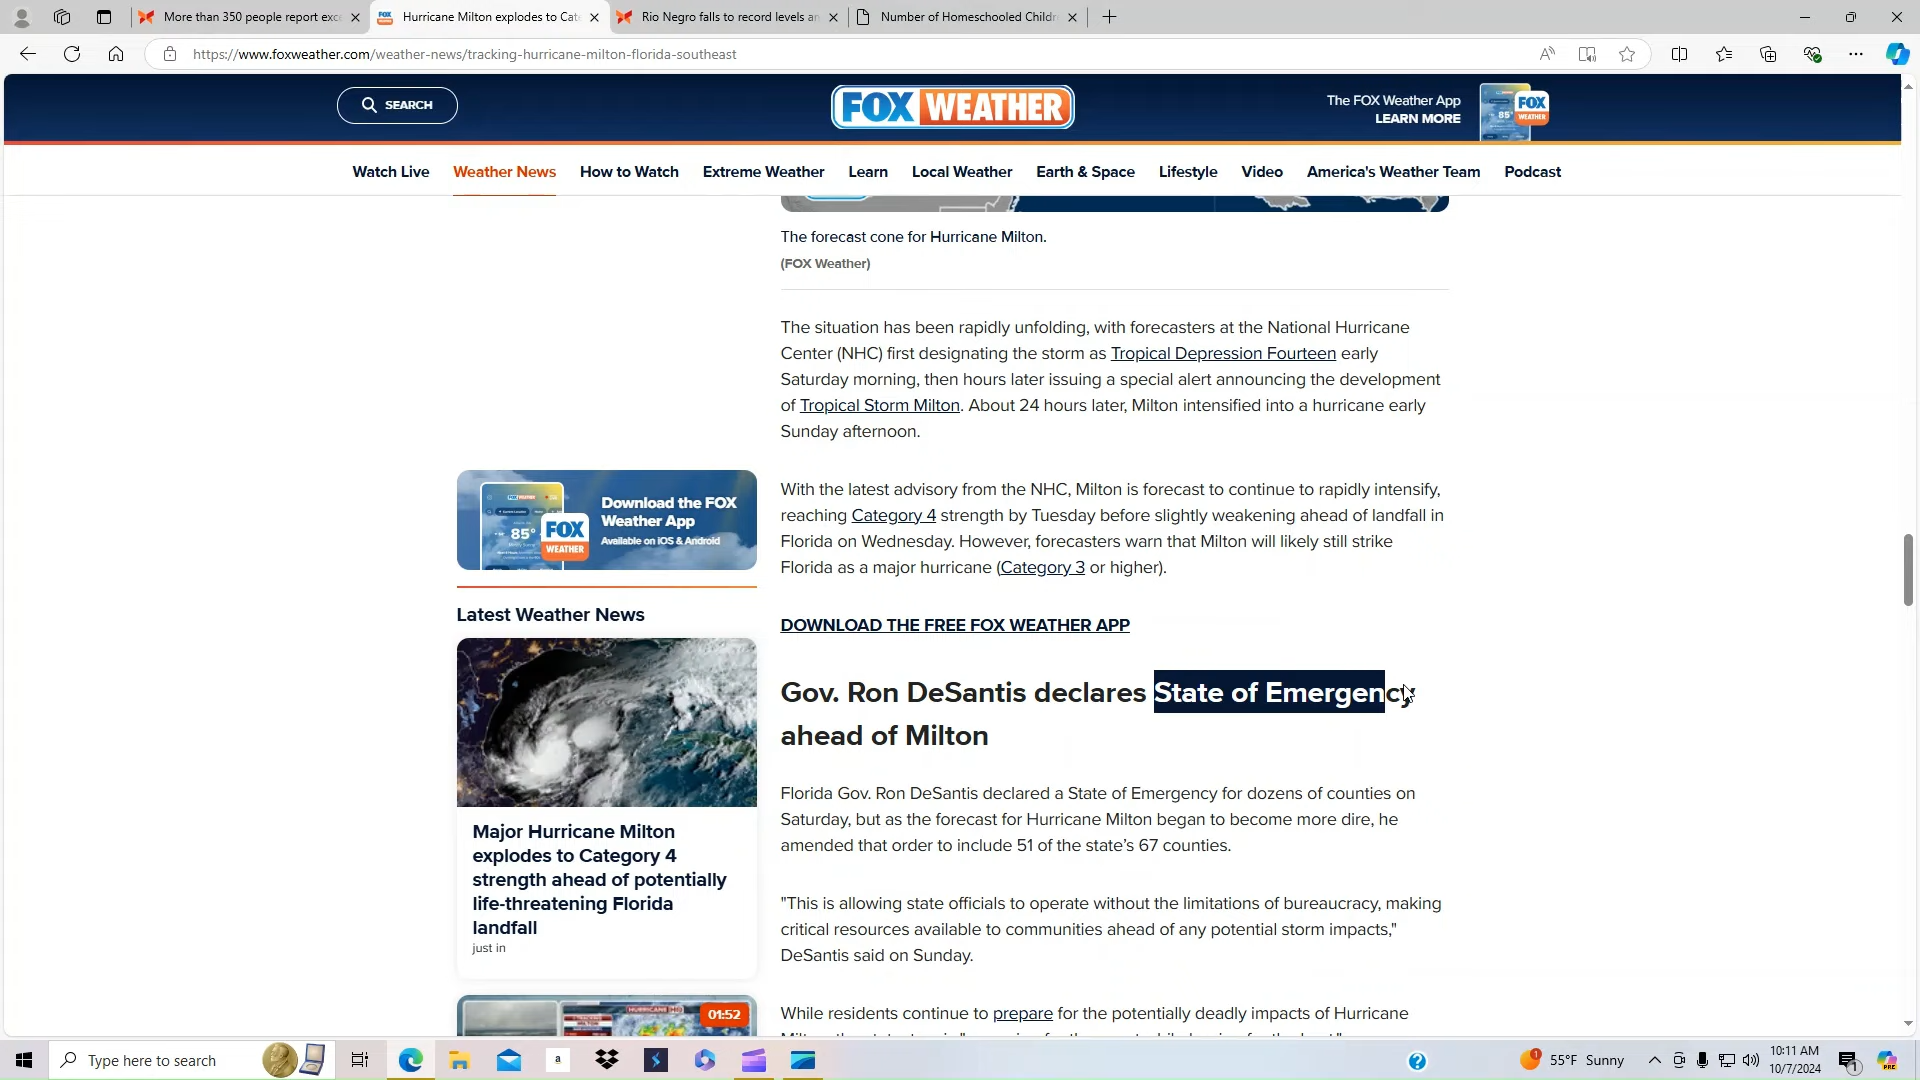 More than 350 people report exc
Hurricane Milton explodes to Cat
Rio Negro falls to record levels an
Number of Homeschooled Childr
https://www.foxweather.com/weather-news/tracking-hurricane-milton-florida-southeast
SEARCH
FOX WEATHER
The FOX Weather App
LEARN MORE
85°
FOX
WEATHER
Watch Live
Weather News
How to Watch
Extreme Weather
Learn
Local Weather
Earth & Space
Lifestyle
Video
America's Weather Team
Podcast
The forecast cone for Hurricane Milton.
(FOX Weather)
The situation has been rapidly unfolding, with forecasters at the National Hurricane
Center (NHC) first designating the storm as Tropical Depression Fourteen early
Saturday morning, then hours later issuing a special alert announcing the development
of Tropical Storm Milton. About 24 hours later, Milton intensified into a hurricane early
Sunday afternoon.
With the latest advisory from the NHC, Milton is forecast to continue to rapidly intensify,
reaching Category 4 strength by Tuesday before slightly weakening ahead of landfall in
Florida on Wednesday. However, forecasters warn that Milton will likely still strike
Florida as a major hurricane (Category 3 or higher).
DOWNLOAD THE FREE FOX WEATHER APP
Gov. Ron DeSantis declares State of Emergency
ahead of Milton
Florida Gov. Ron DeSantis declared a State of Emergency for dozens of counties on
Saturday, but as the forecast for Hurricane Milton began to become more dire, he
amended that order to include 51 of the state's 67 counties.
"This is allowing state officials to operate without the limitations of bureaucracy, making
critical resources available to communities ahead of any potential storm impacts,"
DeSantis said on Sunday.
While residents continue to prepare for the potentially deadly impacts of Hurricane
Download the FOX
Weather App
Available on iOS & Android
85°
FOX
WEATHER
Latest Weather News
Major Hurricane Milton
explodes to Category 4
strength ahead of potentially
life-threatening Florida
landfall
just in
01:52
Type here to search
a
55°F Sunny
10:11 AM
10/7/2024
1